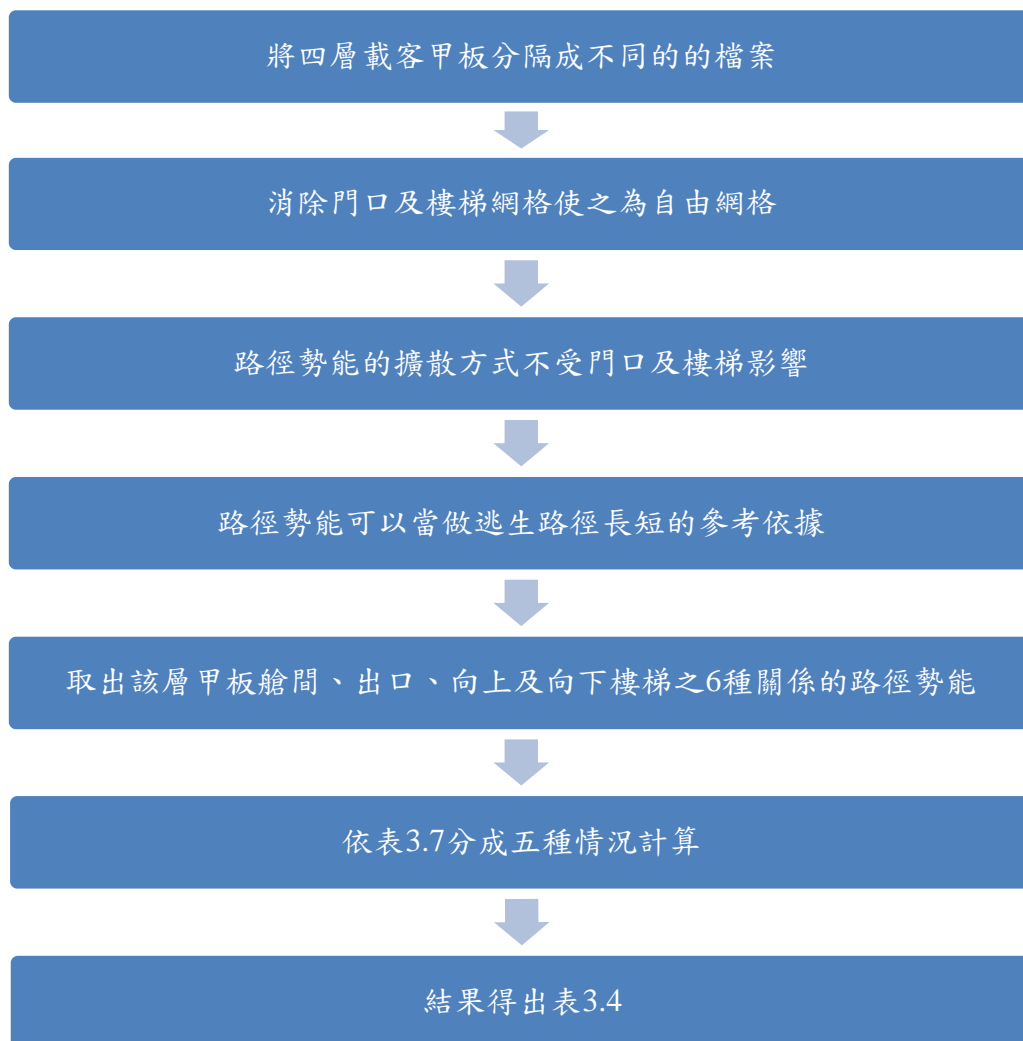 將四層載客甲板分隔成不同的的檔案
消除門口及樓梯網格使之為自由網格
路徑勢能的擴散方式不受門口及樓梯影響
路徑勢能可以當做逃生路徑長短的參考依據
取出該層甲板艙間、出口、向上及向下樓梯之6種關係的路徑勢能
依表3.7分成五種情況計算
結果得出表3.4